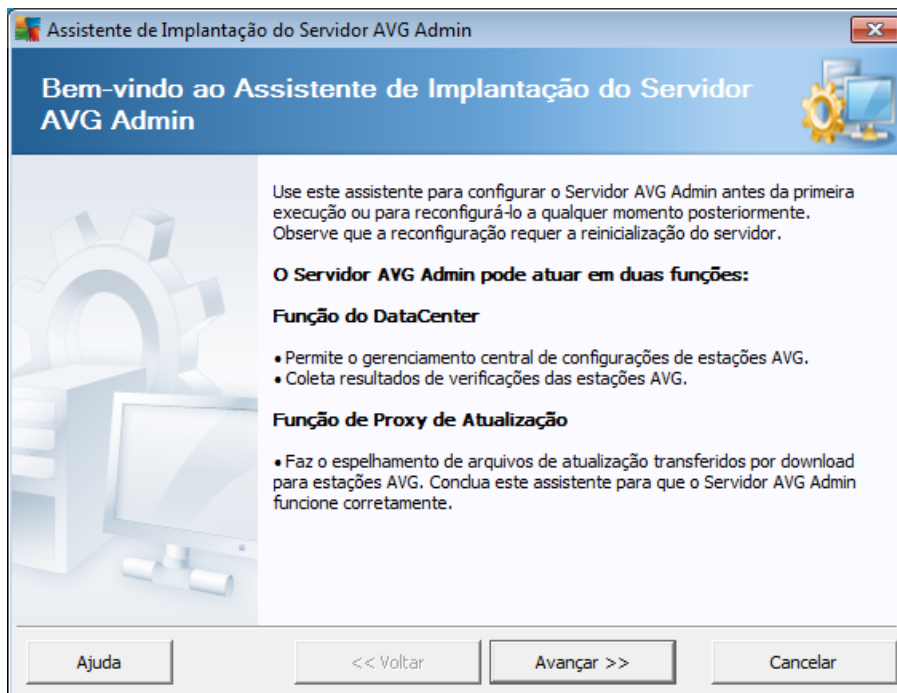 Assistente de Implantação do Servidor AVG Admin
Bem-vindo ao Assistente de Implantação do Servidor
AVG Admin
Use este assistente para configurar o Servidor AVG Admin antes da primeira
execução ou para reconfigurá-lo a qualquer momento posteriormente.
Observe que a reconfiguração requer a reinicialização do servidor.
O Servidor AVG Admin pode atuar em duas funções:
Função do DataCenter
• Permite o gerenciamento central de configurações de estações AVG.
• Coleta resultados de verificações das estações AVG.
Função de Proxy de Atualização
• Faz o espelhamento de arquivos de atualização transferidos por download
para estações AVG. Conclua este assistente para que o Servidor AVG Admin
funcione corretamente.
Ajuda
<< Voltar
Avançar >>
Cancelar